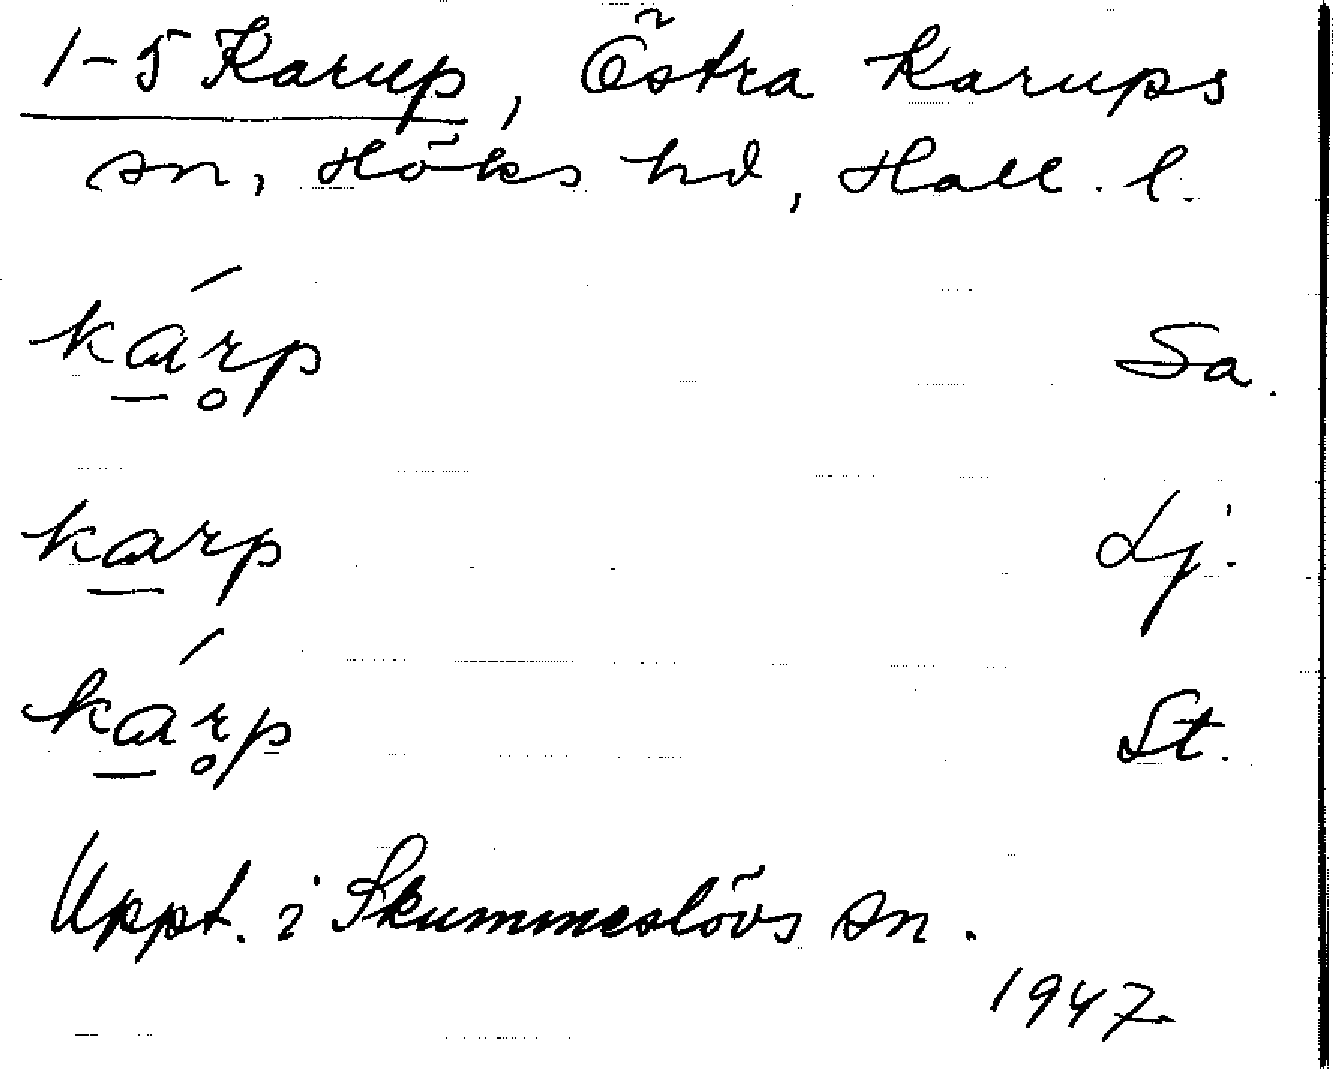 1-5 Karup, Östra Karups
sn, Höks hd, Hall. l.
kárp̥ Sa.
karp Lj.
kárp̥ St.
Uppt. i Skummeslövs sn.
1947.